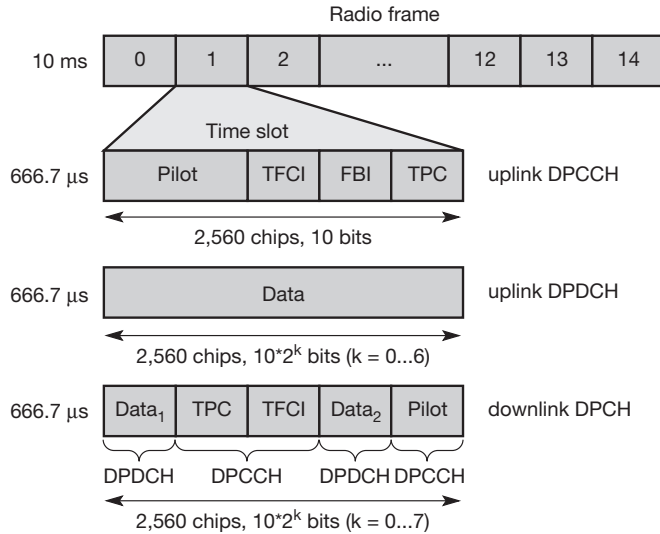 Radio frame
10 ms 0 1 2 ... 12 13 14
Time slot
666.7 μs Pilot TFCI FBI TPC uplink DPCCH
2,560 chips, 10 bits
666.7 μs Data uplink DPDCH
2,560 chips, 10*2^k bits (k = 0...6)
666.7 μs Data₁ TPC TFCI Data₂ Pilot downlink DPCH
DPDCH DPCCH DPDCH DPCCH
2,560 chips, 10*2^k bits (k = 0...7)